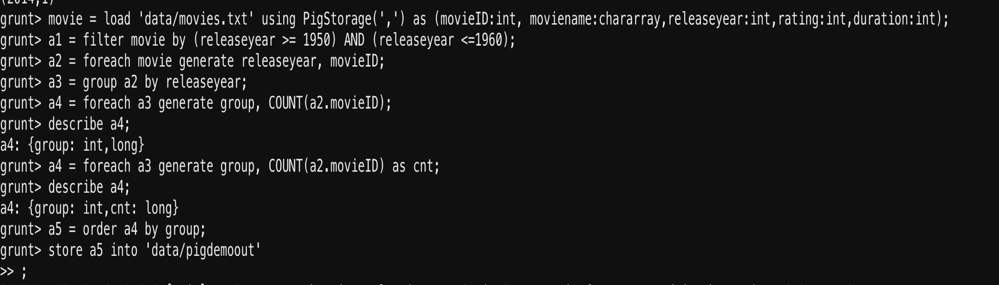 (2014,1)
grunt> movie = load 'data/movies.txt' using PigStorage(',') as (movieID:int, moviename:chararray,releaseyear:int,rating:int,duration:int);
grunt> a1 = filter movie by (releaseyear >= 1950) AND (releaseyear <=1960);
grunt> a2 = foreach movie generate releaseyear, movieID;
grunt> a3 = group a2 by releaseyear;
grunt> a4 = foreach a3 generate group, COUNT(a2.movieID);
grunt> describe a4;
a4: {group: int,long}
grunt> a4 = foreach a3 generate group, COUNT(a2.movieID) as cnt;
grunt> describe a4;
a4: {group: int,cnt: long}
grunt> a5 = order a4 by group;
grunt> store a5 into 'data/pigdemoout'
>> ;